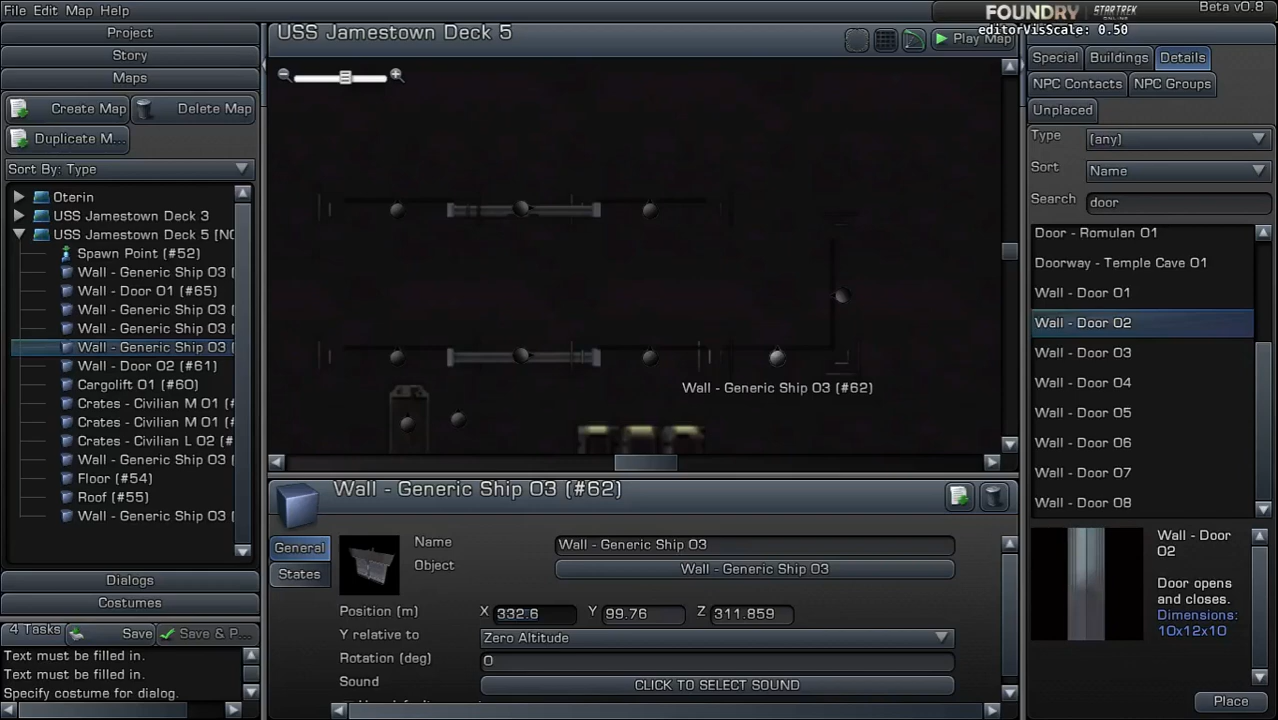 File Edit Map Help
FOUNDRY STAR TREK ONLINE
Beta v0.8
editorVisScale: 0.50
Project
Story
Maps
Create Map
Delete Map
Duplicate M...
Sort By: Type
Oterin
USS Jamestown Deck 3
USS Jamestown Deck 5 [NO
Spawn Point (#52)
Wall - Generic Ship 03 (
Wall - Door 01 (#65)
Wall - Generic Ship 03 (
Wall - Generic Ship 03 (
Wall - Generic Ship 03 (
Wall - Door 02 (#61)
Cargolift 01 (#60)
Crates - Civilian M 01 (#
Crates - Civilian M 01 (#
Crates - Civilian L 02 (#
Wall - Generic Ship 03 (
Floor (#54)
Roof (#55)
Wall - Generic Ship 03 (
Dialogs
Costumes
4 Tasks
Save
Save & P...
Text must be filled in.
Text must be filled in.
Specify costume for dialog.
USS Jamestown Deck 5
Play Map
Wall - Generic Ship 03 (#62)
Wall - Generic Ship 03 (#62)
General
States
Name
Wall - Generic Ship 03
Object
Wall - Generic Ship 03
Position (m)
X 332.6 Y 99.76 Z 311.859
Y relative to
Zero Altitude
Rotation (deg)
0
Sound
CLICK TO SELECT SOUND
Special
Buildings
Details
NPC Contacts
NPC Groups
Unplaced
Type
(any)
Sort
Name
Search
door
Door - Romulan 01
Doorway - Temple Cave 01
Wall - Door 01
Wall - Door 02
Wall - Door 03
Wall - Door 04
Wall - Door 05
Wall - Door 06
Wall - Door 07
Wall - Door 08
Wall - Door
02
Door opens
and closes.
Dimensions:
10x12x10
Place